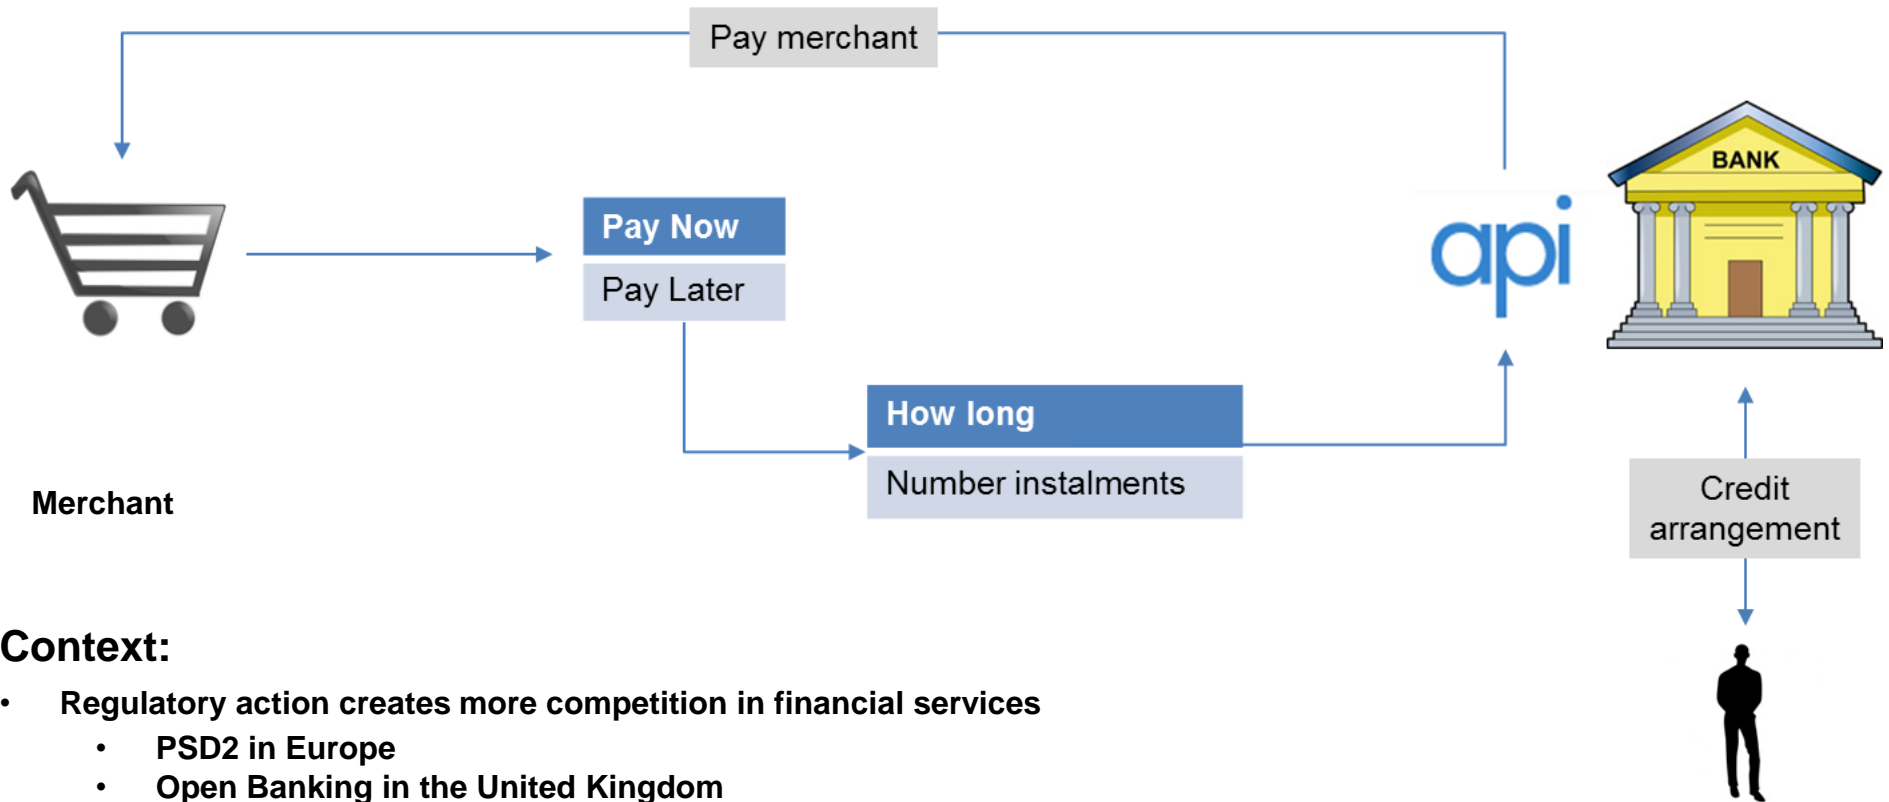 Pay merchant
BANK
Pay Now
Pay Later
api
How long
Number instalments
Merchant
Credit
arrangement
Context:
• Regulatory action creates more competition in financial services
• PSD2 in Europe
• Open Banking in the United Kingdom